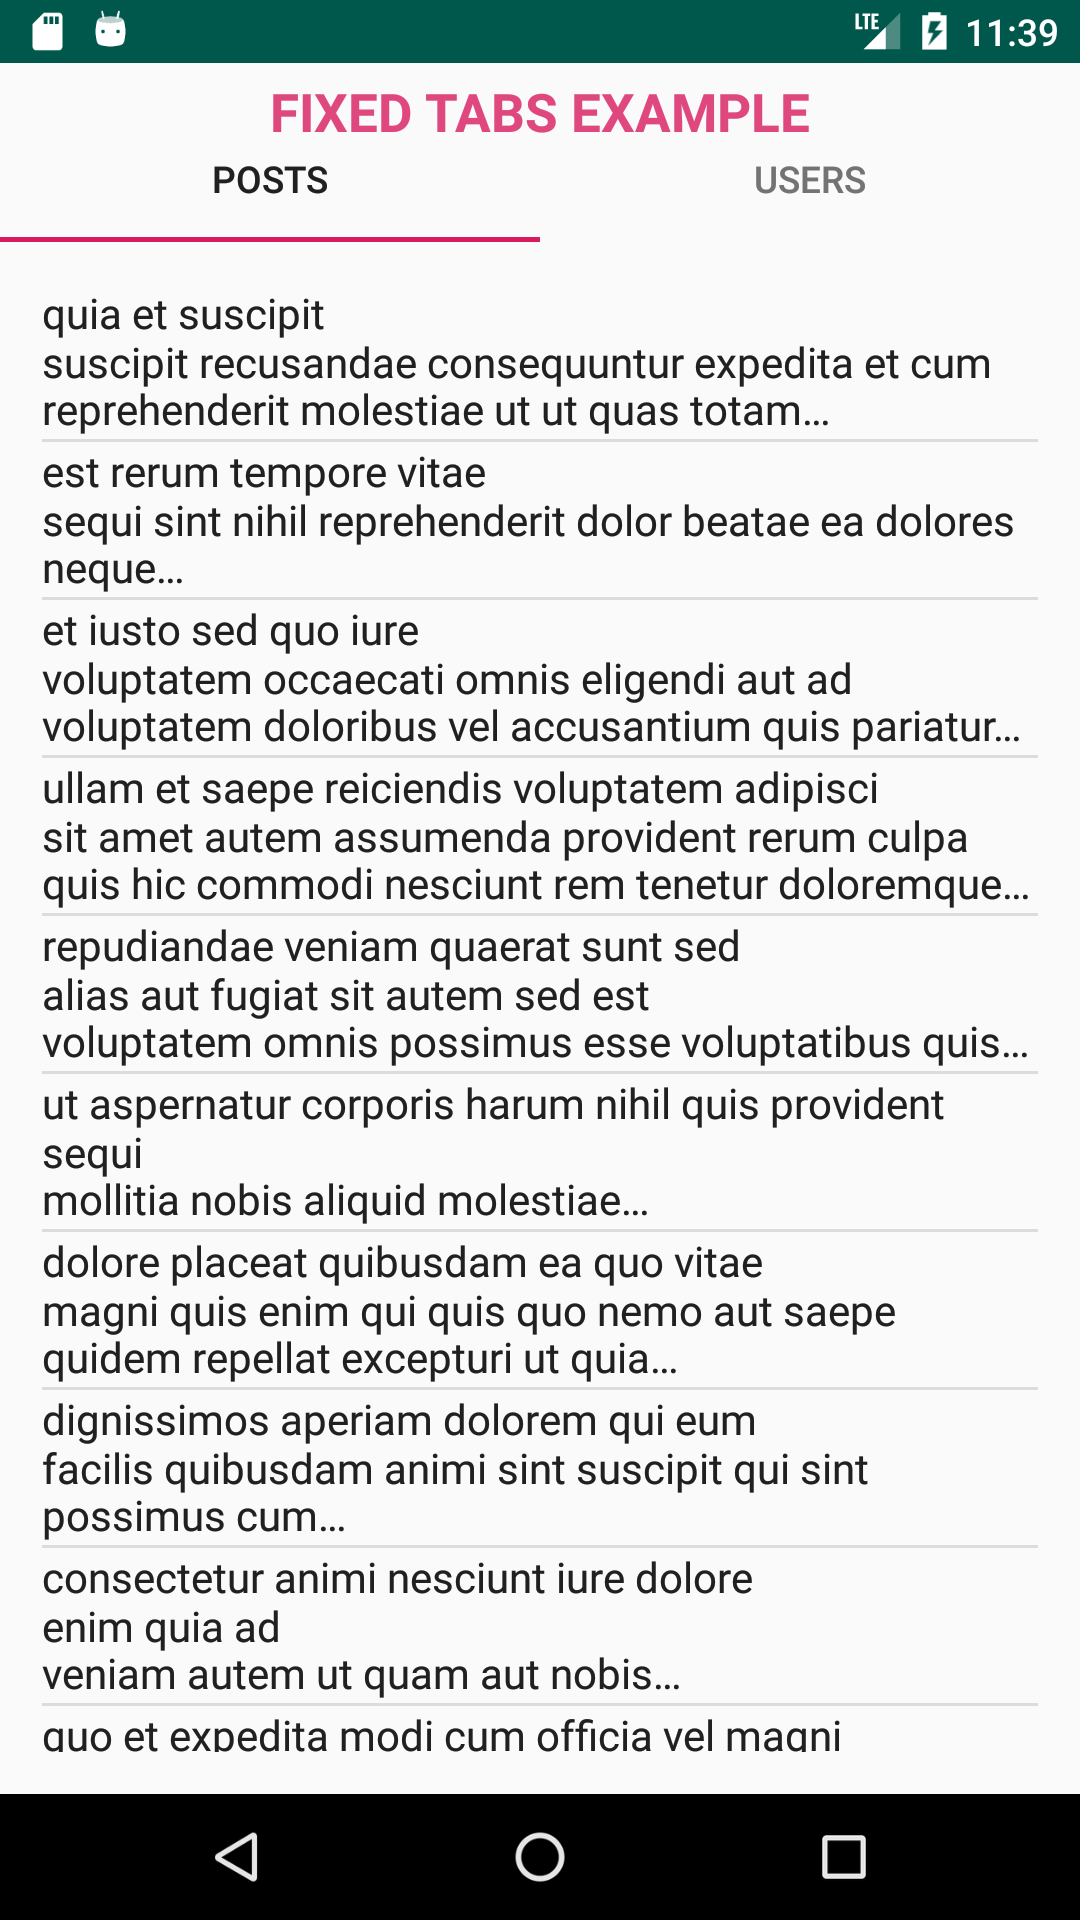 LTE 11:39
FIXED TABS EXAMPLE
POSTS USERS
quia et suscipit
suscipit recusandae consequuntur expedita et cum
reprehenderit molestiae ut ut quas totam…
est rerum tempore vitae
sequi sint nihil reprehenderit dolor beatae ea dolores
neque…
et iusto sed quo iure
voluptatem occaecati omnis eligendi aut ad
voluptatem doloribus vel accusantium quis pariatur…
ullam et saepe reiciendis voluptatem adipisci
sit amet autem assumenda provident rerum culpa
quis hic commodi nesciunt rem tenetur doloremque…
repudiandae veniam quaerat sunt sed
alias aut fugiat sit autem sed est
voluptatem omnis possimus esse voluptatibus quis…
ut aspernatur corporis harum nihil quis provident
sequi
mollitia nobis aliquid molestiae…
dolore placeat quibusdam ea quo vitae
magni quis enim qui quis quo nemo aut saepe
quidem repellat excepturi ut quia…
dignissimos aperiam dolorem qui eum
facilis quibusdam animi sint suscipit qui sint
possimus cum…
consectetur animi nesciunt iure dolore
enim quia ad
veniam autem ut quam aut nobis…
quo et expedita modi cum officia vel magni